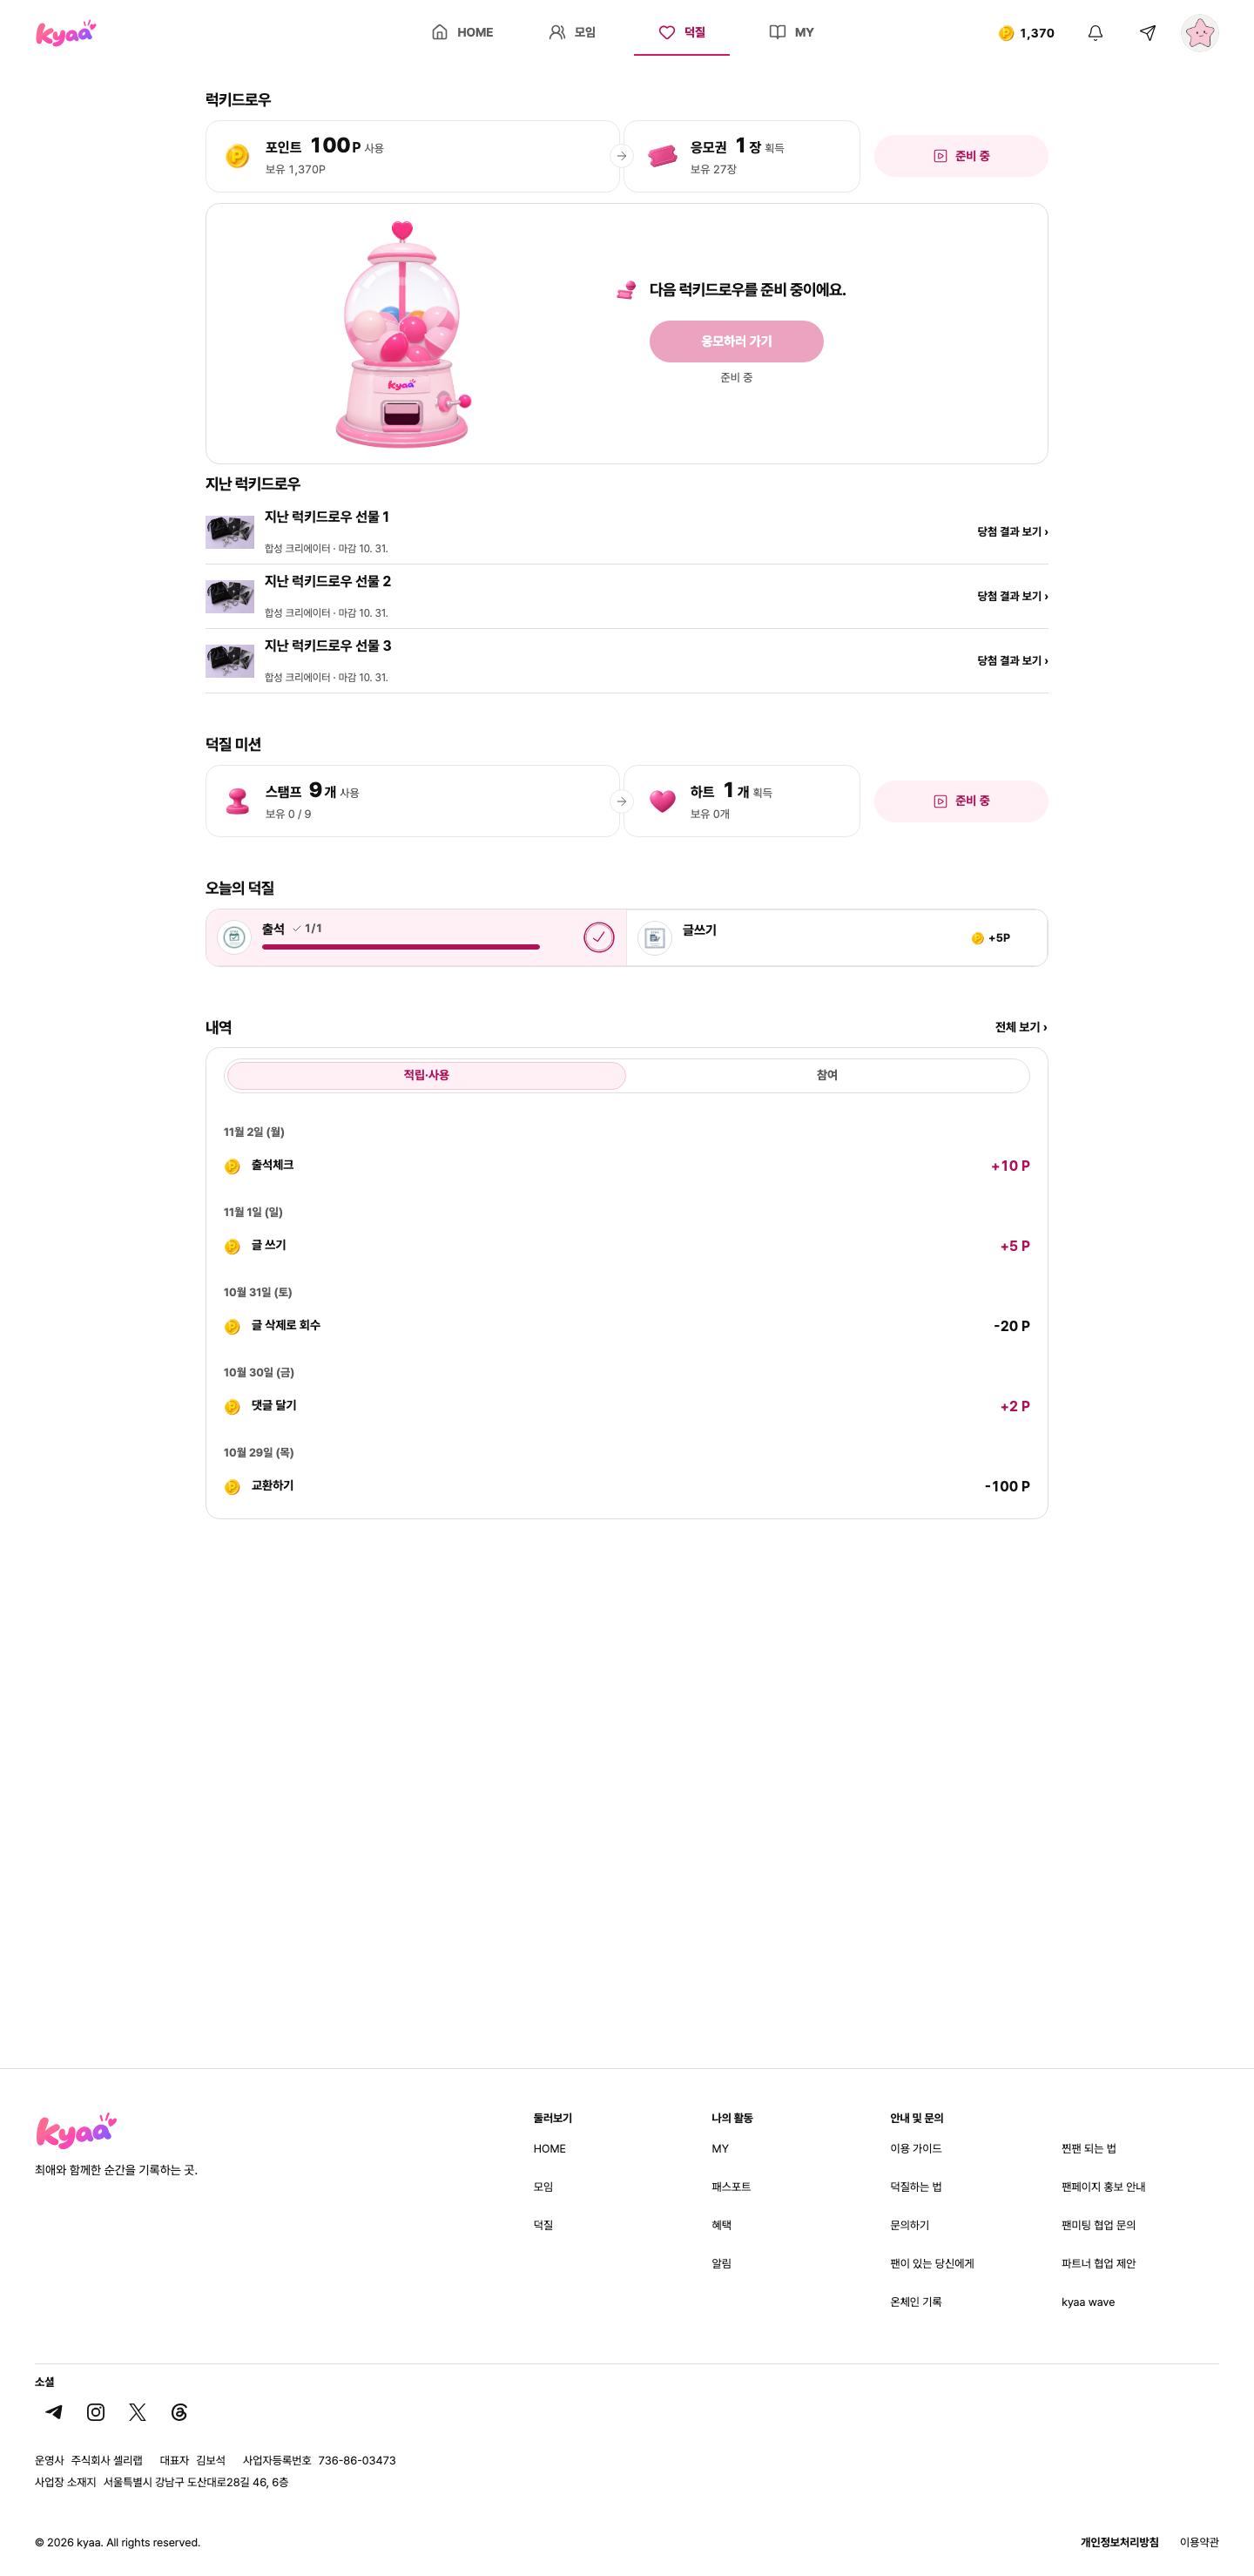 kyaa
HOME
모임
덕질
MY
1,370
럭키드로우
포인트 100P 사용
보유 1,370P
응모권 1장 획득
보유 27장
준비 중
kyaa
다음 럭키드로우를 준비 중이에요.
응모하러 가기
준비 중
지난 럭키드로우
지난 럭키드로우 선물 1
합성 크리에이터 · 마감 10. 31.
당첨 결과 보기 ›
지난 럭키드로우 선물 2
합성 크리에이터 · 마감 10. 31.
당첨 결과 보기 ›
지난 럭키드로우 선물 3
합성 크리에이터 · 마감 10. 31.
당첨 결과 보기 ›
덕질 미션
스탬프 9개 사용
보유 0 / 9
하트 1개 획득
보유 0개
준비 중
오늘의 덕질
출석 1/1
글쓰기
+5P
내역
전체 보기 ›
적립·사용
참여
11월 2일 (월)
출석체크
+10 P
11월 1일 (일)
글 쓰기
+5 P
10월 31일 (토)
글 삭제로 회수
-20 P
10월 30일 (금)
댓글 달기
+2 P
10월 29일 (목)
교환하기
-100 P
kyaa
최애와 함께한 순간을 기록하는 곳.
둘러보기
HOME
모임
덕질
나의 활동
MY
패스포트
혜택
알림
안내 및 문의
이용 가이드
덕질하는 법
문의하기
팬이 있는 당신에게
온체인 기록
찐팬 되는 법
팬페이지 홍보 안내
팬미팅 협업 문의
파트너 협업 제안
kyaa wave
소셜
운영사 주식회사 셀리랩 대표자 김보석 사업자등록번호 736-86-03473
사업장 소재지 서울특별시 강남구 도산대로28길 46, 6층
© 2026 kyaa. All rights reserved.
개인정보처리방침
이용약관